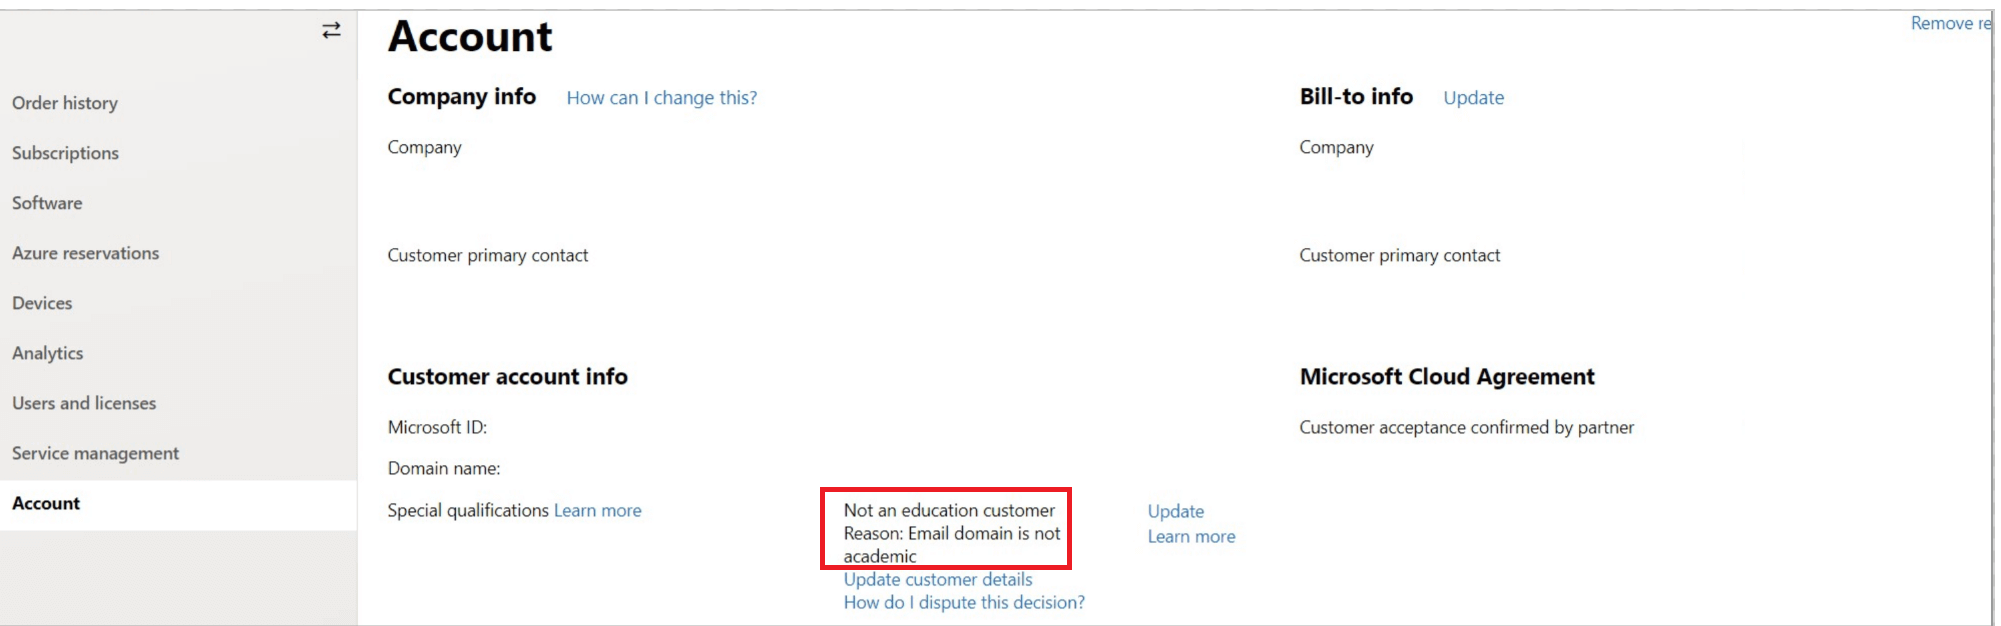 Order history
Subscriptions
Software
Azure reservations
Devices
Analytics
Users and licenses
Service management
Account
Account
Remove re
Company info How can I change this?
Company
Customer primary contact
Bill-to info Update
Company
Customer primary contact
Customer account info
Microsoft ID:
Domain name:
Special qualifications Learn more
Not an education customer
Reason: Email domain is not
academic
Update customer details
How do I dispute this decision?
Update
Learn more
Microsoft Cloud Agreement
Customer acceptance confirmed by partner